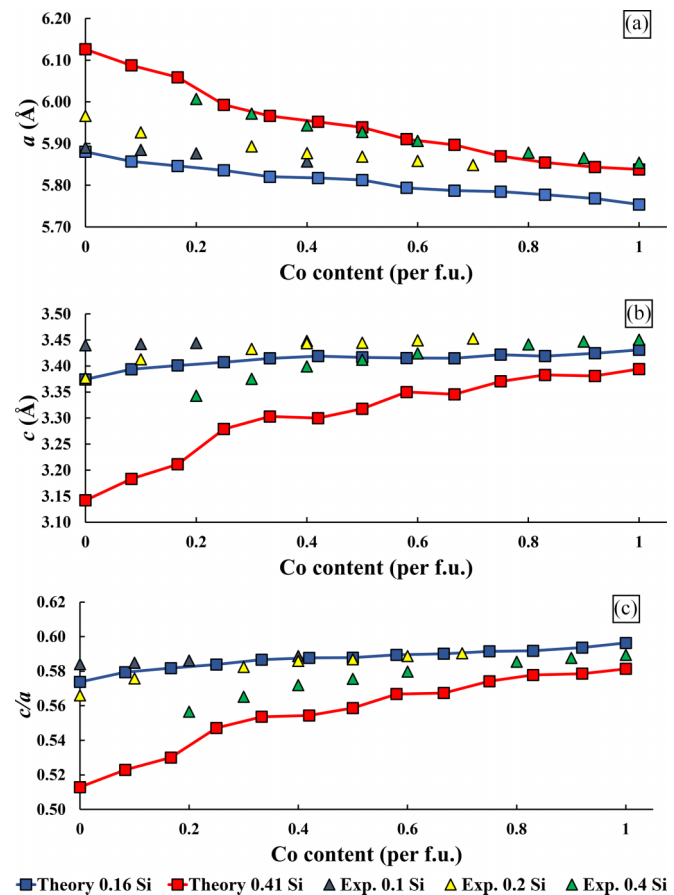 (a)
6.20
6.10
6.00
5.90
5.80
5.70
a (Å)
0 0.2 0.4 0.6 0.8 1
Co content (per f.u.)
(b)
3.50
3.45
3.40
3.35
3.30
3.25
3.20
3.15
3.10
c (Å)
0 0.2 0.4 0.6 0.8 1
Co content (per f.u.)
(c)
0.62
0.60
0.58
0.56
0.54
0.52
0.50
c/a
0 0.2 0.4 0.6 0.8 1
Co content (per f.u.)
Theory 0.16 Si Theory 0.41 Si Exp. 0.1 Si Exp. 0.2 Si Exp. 0.4 Si